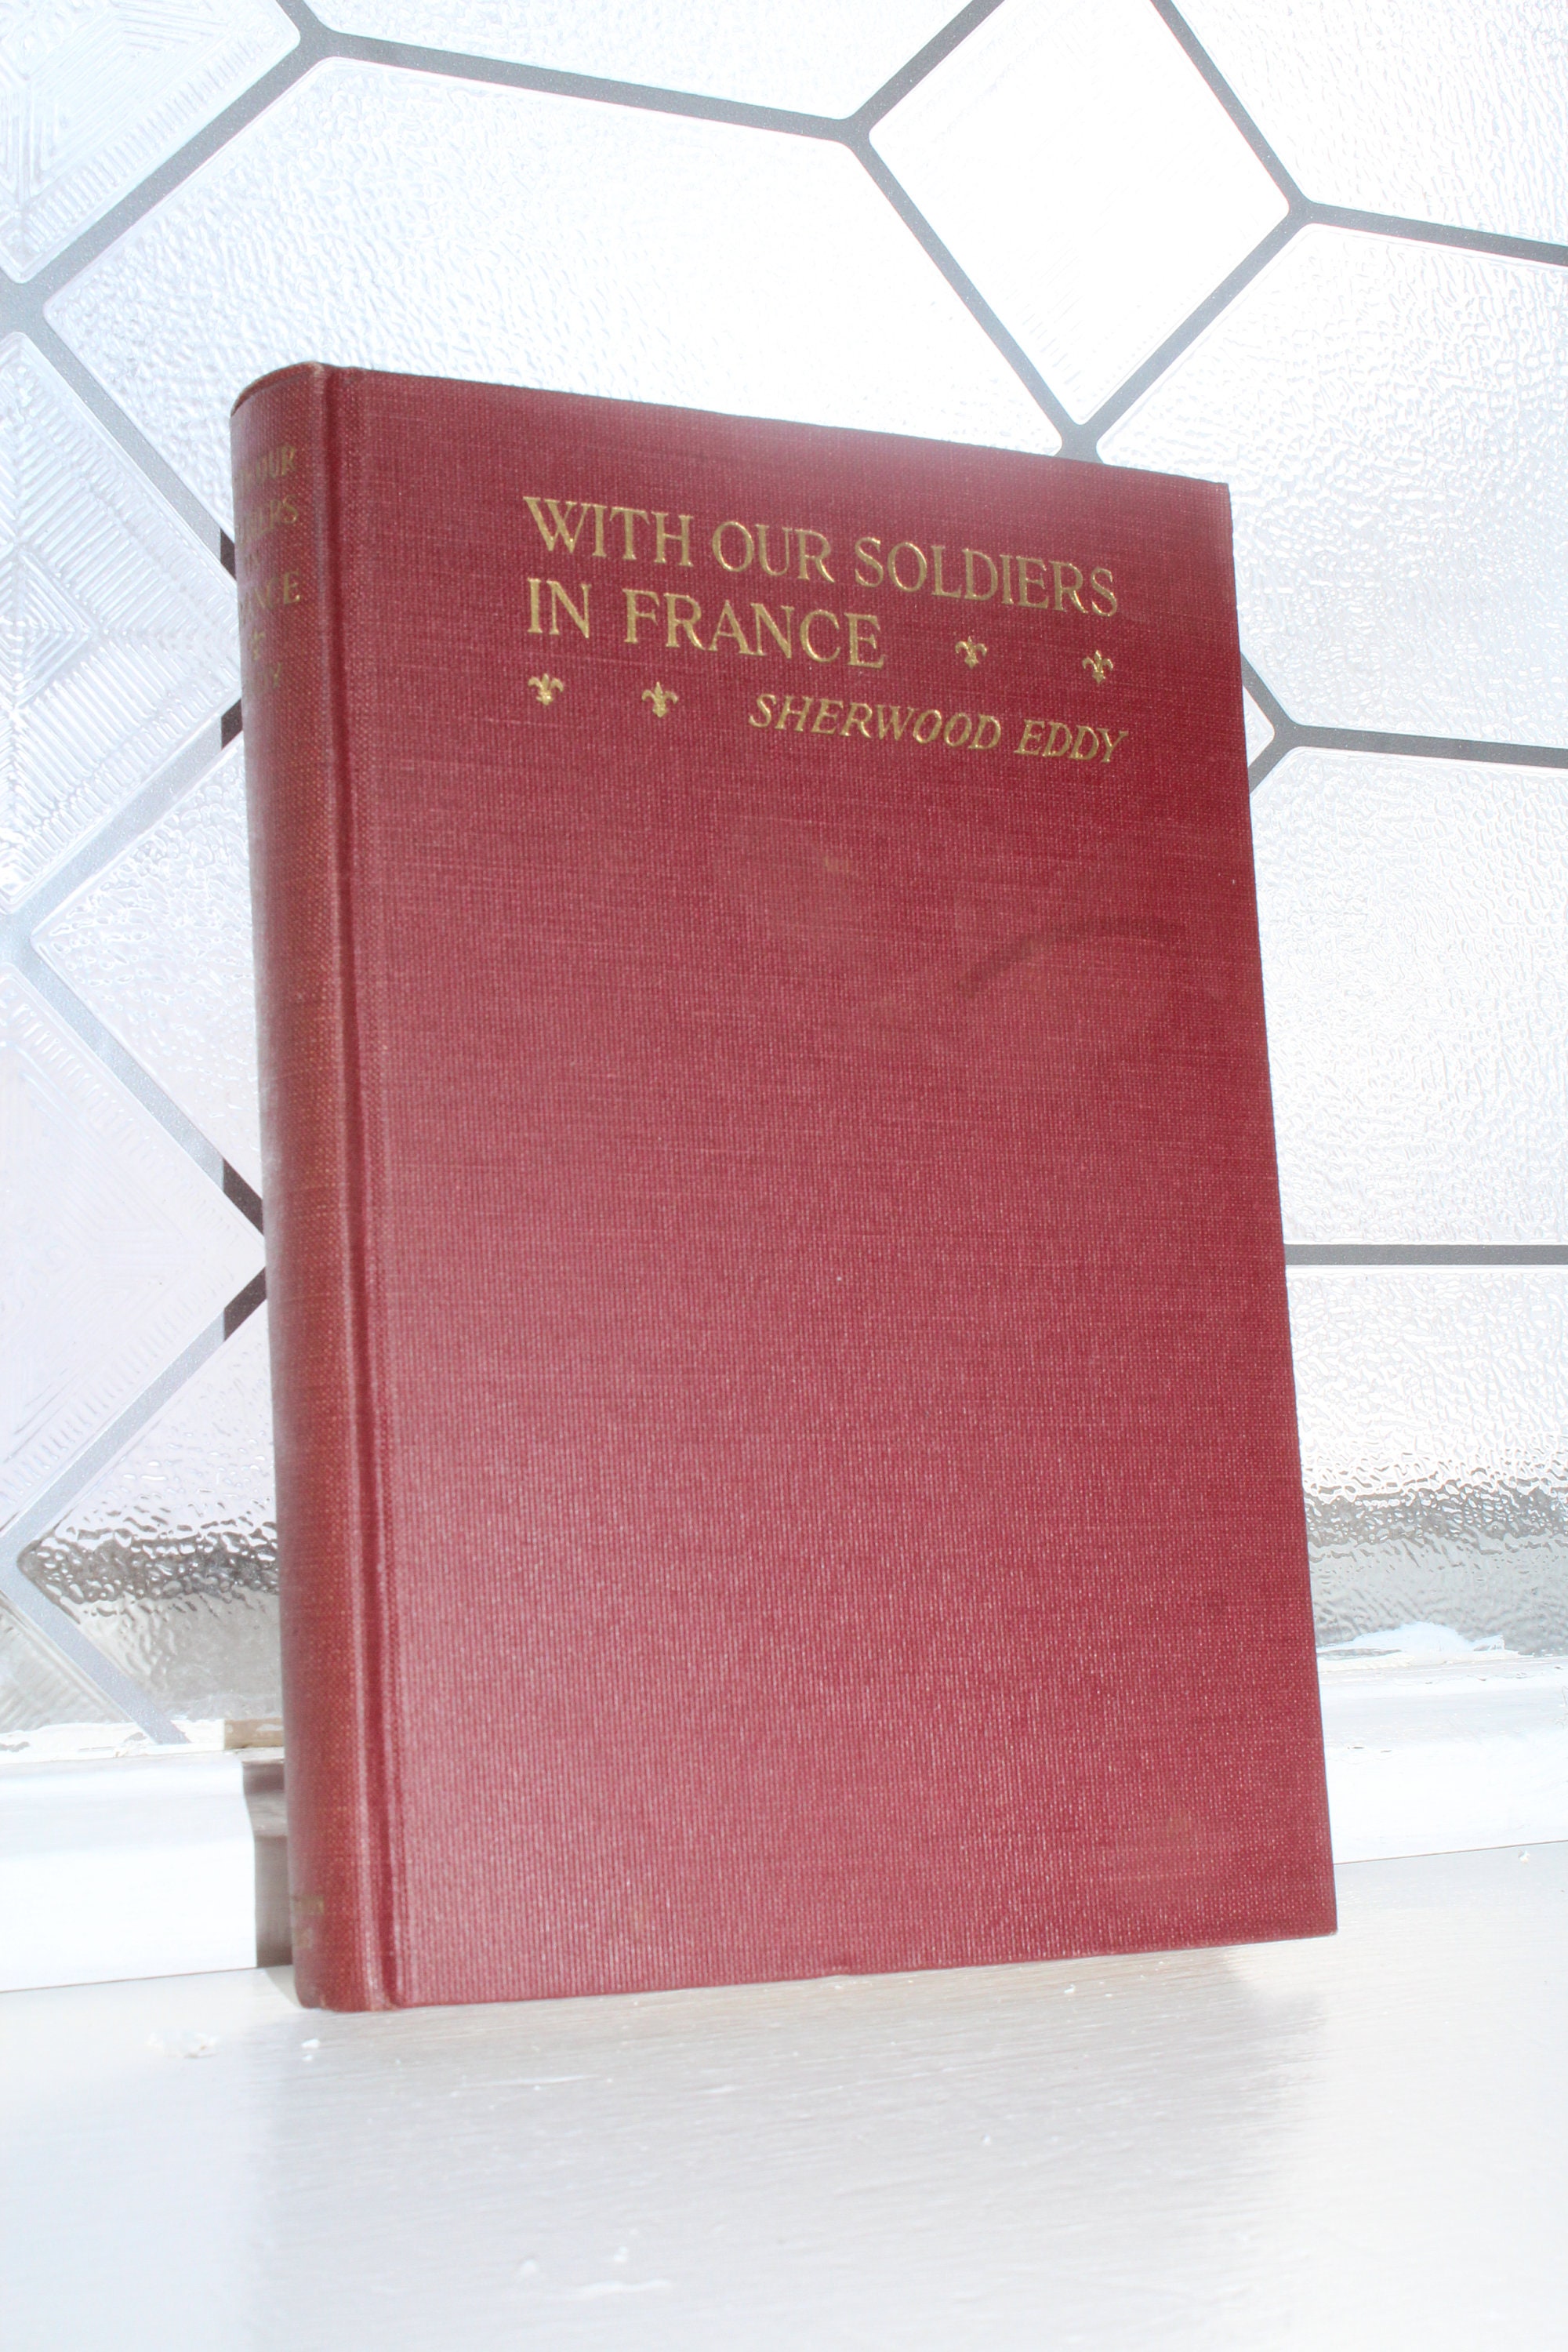 WITH OUR SOLDIERS
IN FRANCE
SHERWOOD EDDY